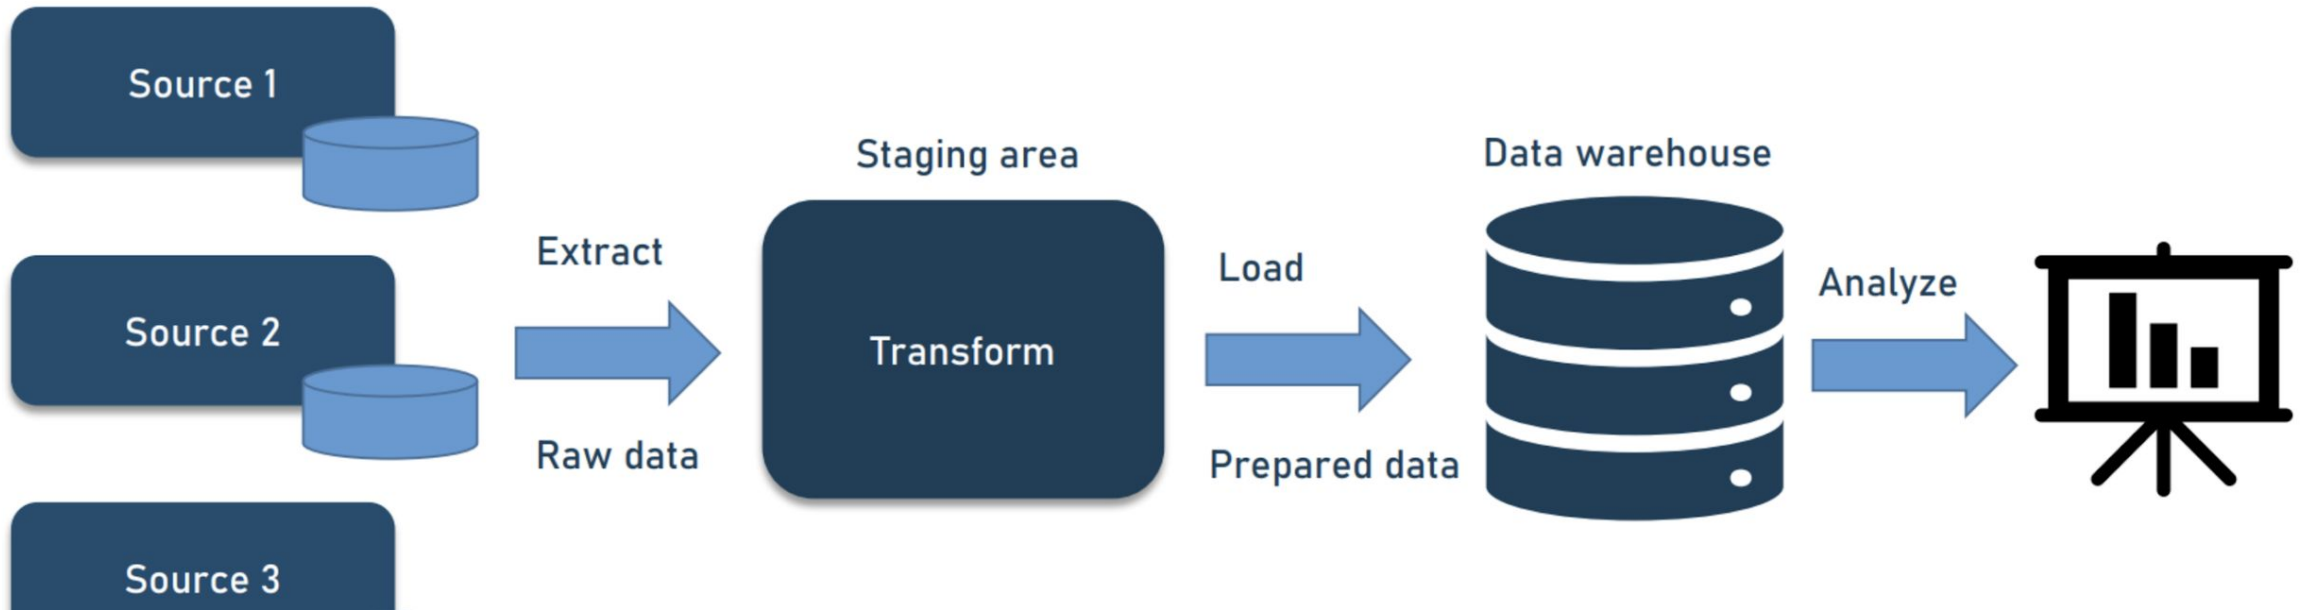 Source 1
Source 2
Source 3
Extract
Raw data
Staging area
Transform
Load
Prepared data
Data warehouse
Analyze